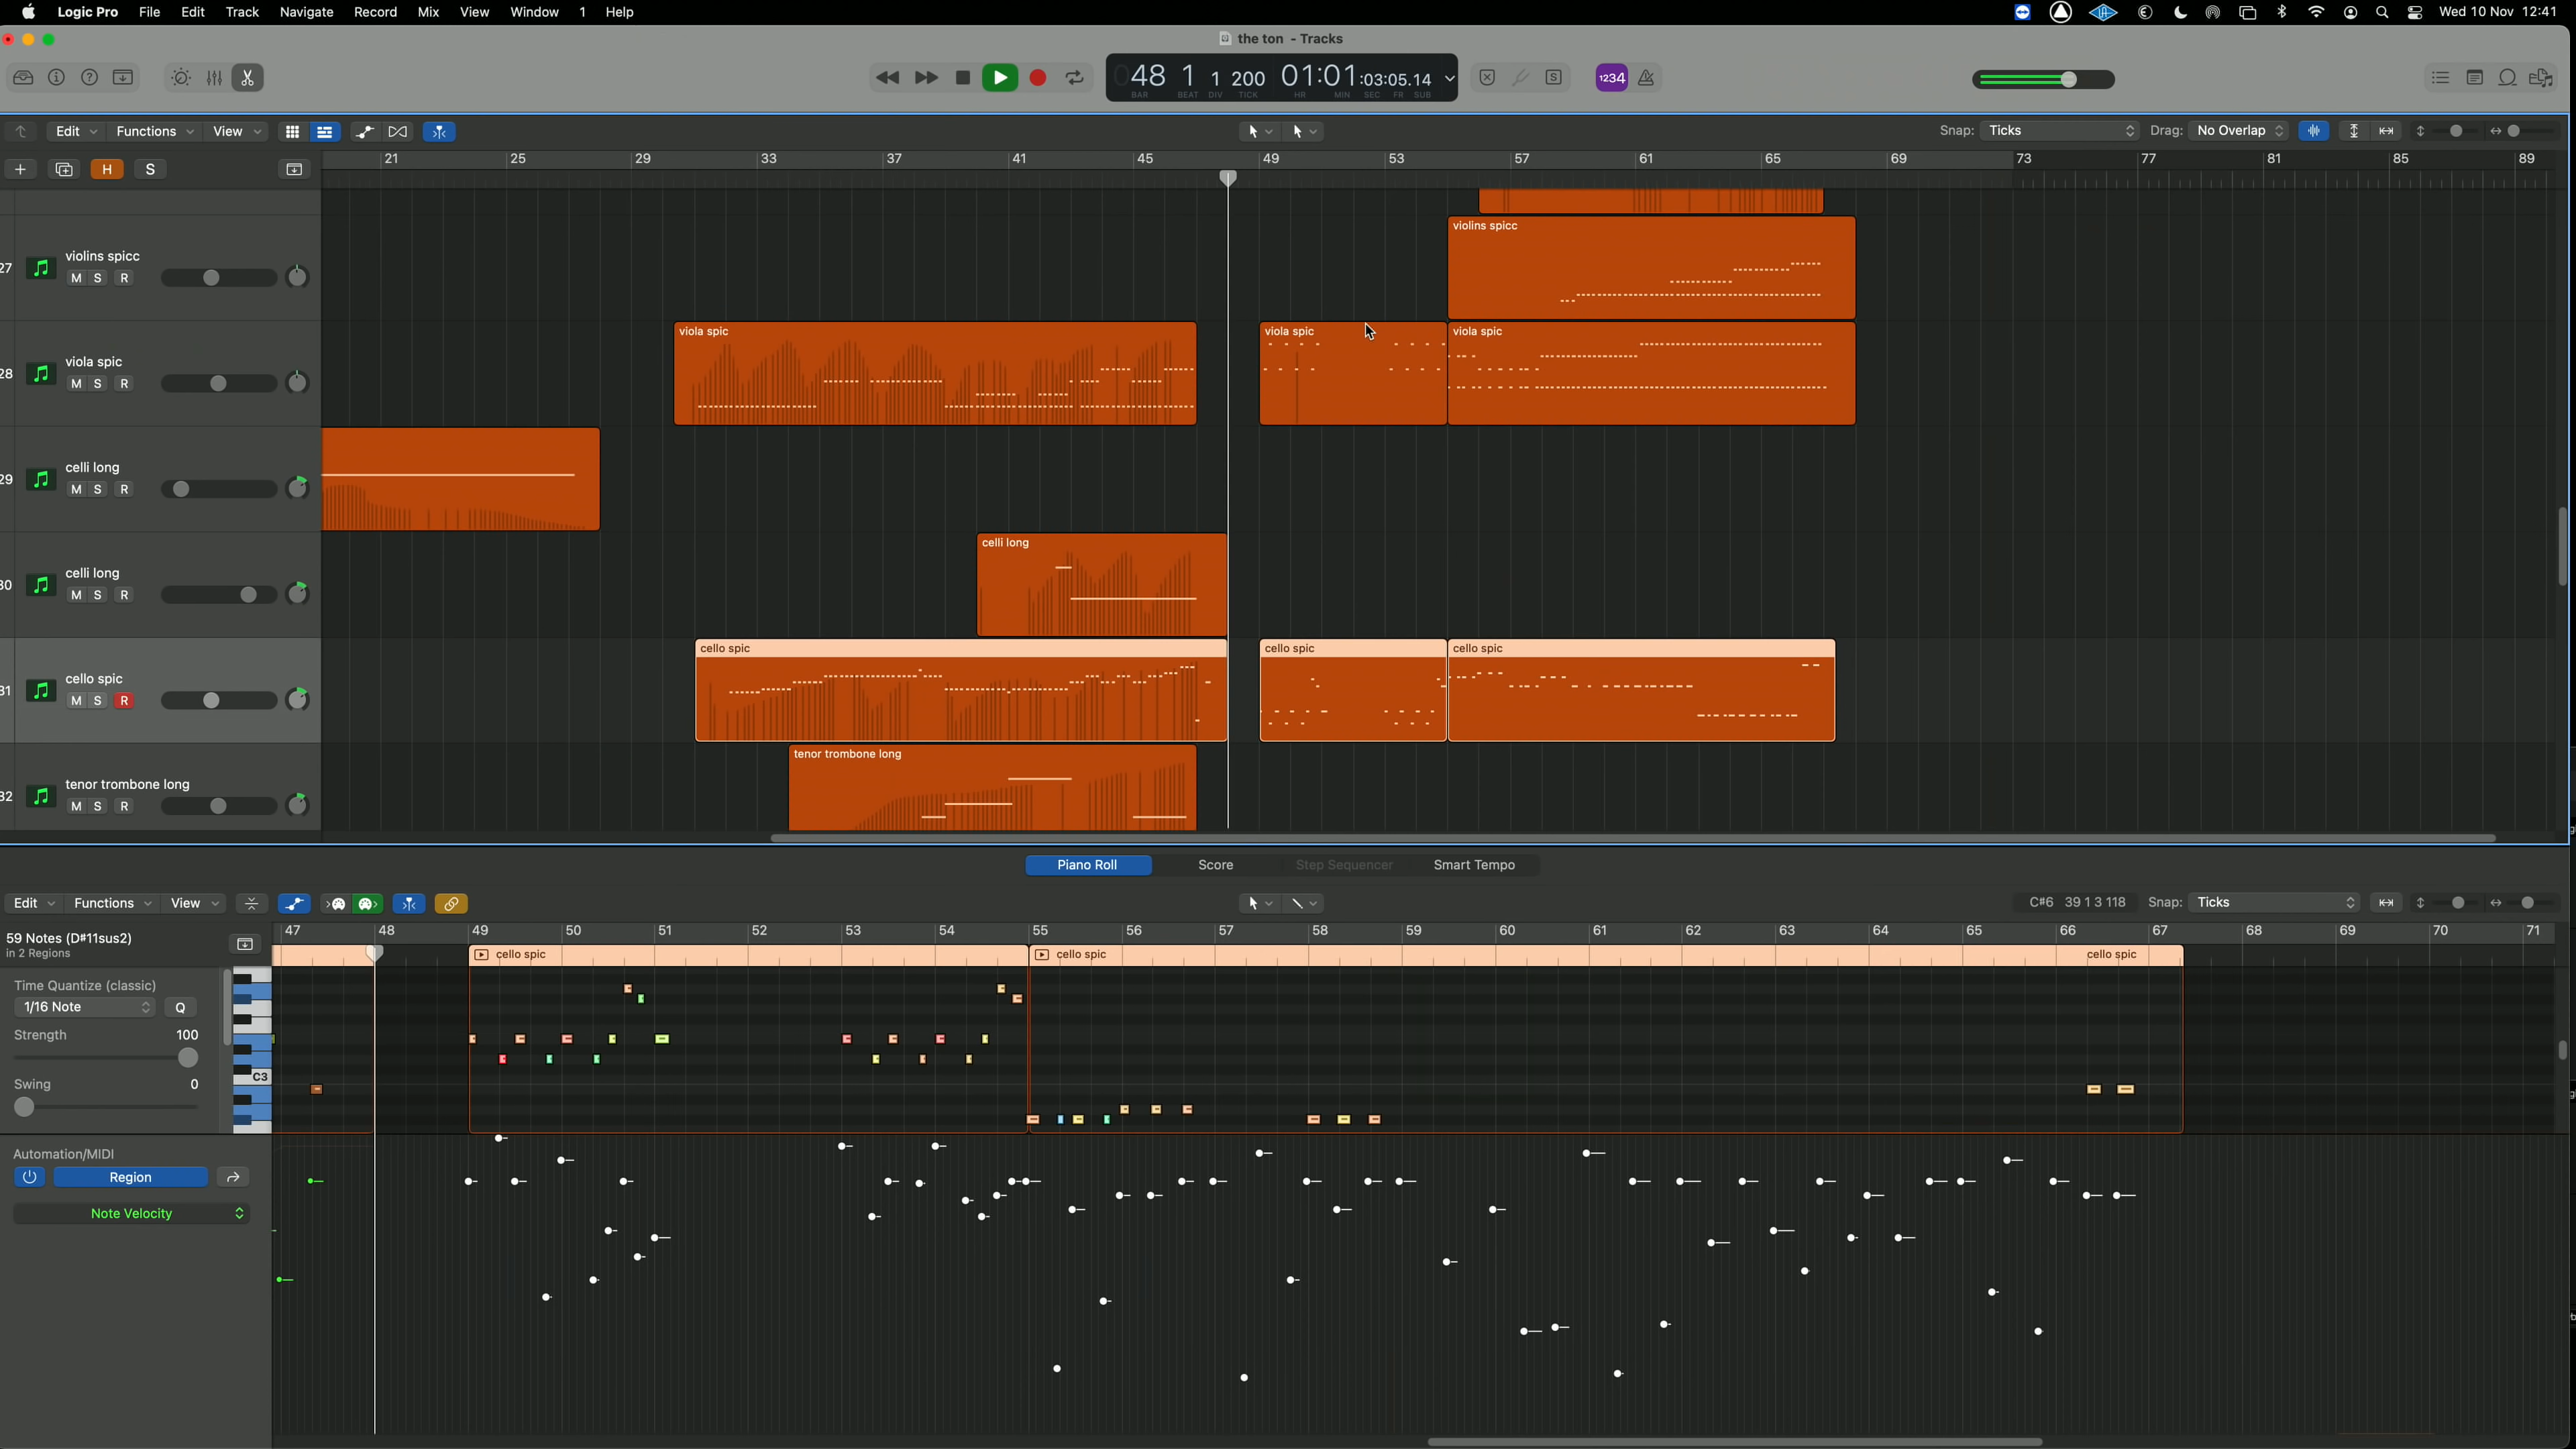 Logic Pro File Edit Track Navigate Record Mix View Window 1 Help Wed 10 Nov 12:41
the ton - Tracks
48 1 1 200 01:01:03:05.14
BAR BEAT DIV TICK HR MIN SEC FR SUB
S 1234
Edit Functions View Snap: Ticks Drag: No Overlap
H S
21 25 29 33 37 41 45 49 53 57 61 65 69 73 77 81 85 89
violins spicc
27 violins spicc
M S R
viola spic viola spic viola spic
28 viola spic
M S R
29 celli long
M S R
celli long
30 celli long
M S R
cello spic cello spic cello spic
31 cello spic
M S R
tenor trombone long
32 tenor trombone long
M S R
Piano Roll Score Step Sequencer Smart Tempo
Edit Functions View C#6 39 1 3 118 Snap: Ticks
59 Notes (D#11sus2)
in 2 Regions
47 48 49 50 51 52 53 54 55 56 57 58 59 60 61 62 63 64 65 66 67 68 69 70 71
cello spic cello spic cello spic
Time Quantize (classic)
1/16 Note Q
Strength 100
C3
Swing 0
Automation/MIDI
Region
Note Velocity